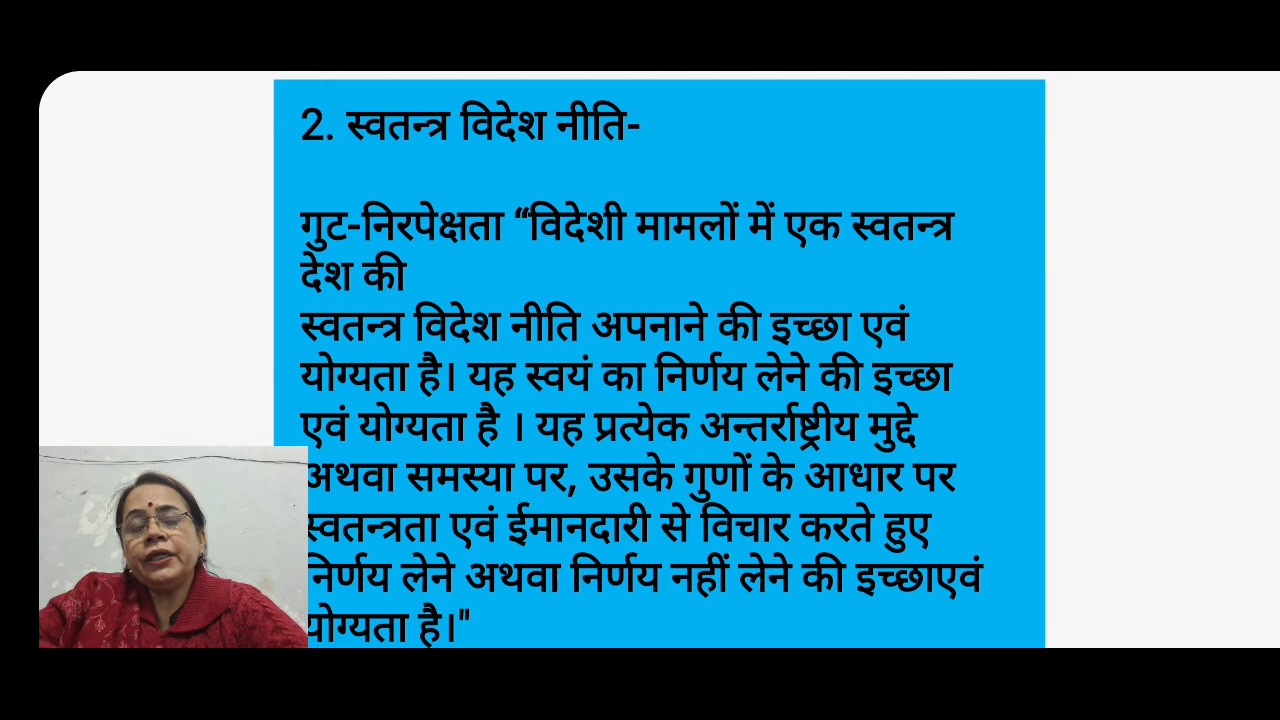 2. स्वतन्त्र विदेश नीति-
गुट-निरपेक्षता “विदेशी मामलों में एक स्वतन्त्र
देश की
स्वतन्त्र विदेश नीति अपनाने की इच्छा एवं
योग्यता है। यह स्वयं का निर्णय लेने की इच्छा
एवं योग्यता है । यह प्रत्येक अन्तर्राष्ट्रीय मुद्दे
अथवा समस्या पर, उसके गुणों के आधार पर
स्वतन्त्रता एवं ईमानदारी से विचार करते हुए
निर्णय लेने अथवा निर्णय नहीं लेने की इच्छाएवं
योग्यता है।"